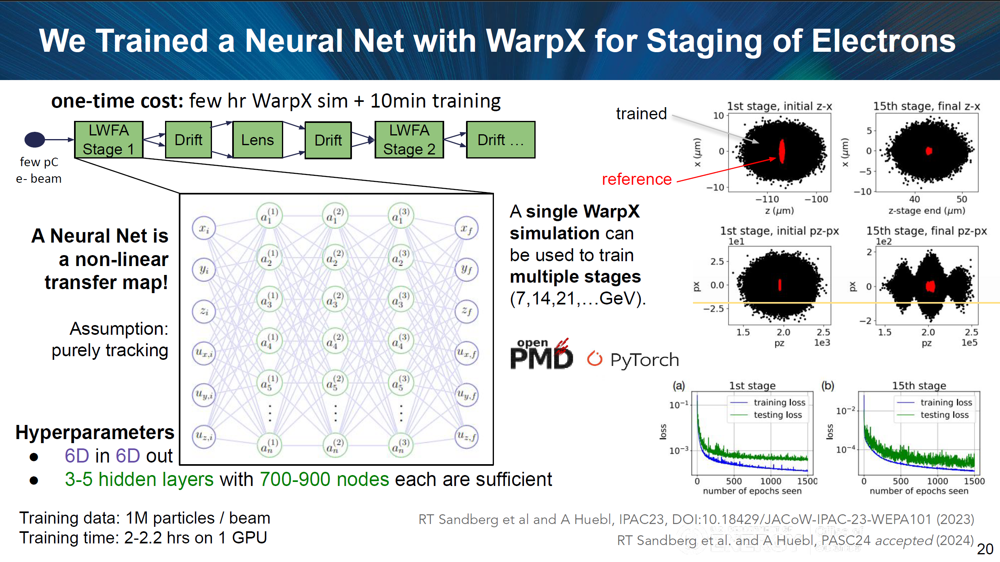 We Trained a Neural Net with WarpX for Staging of Electrons
one-time cost: few hr WarpX sim + 10min training
few pC
e- beam
LWFA
Stage 1
Drift
Lens
Drift
LWFA
Stage 2
Drift ...
A Neural Net is
a non-linear
transfer map!
Assumption:
purely tracking
x_i
y_i
z_i
u_{x,i}
u_{y,i}
u_{z,i}
a_1^{(1)}
a_2^{(1)}
a_3^{(1)}
a_4^{(1)}
a_5^{(1)}
a_n^{(1)}
a_1^{(2)}
a_2^{(2)}
a_3^{(2)}
a_4^{(2)}
a_5^{(2)}
a_n^{(2)}
a_1^{(3)}
a_2^{(3)}
a_3^{(3)}
a_4^{(3)}
a_5^{(3)}
a_n^{(3)}
x_f
y_f
z_f
u_{x,f}
u_{y,f}
u_{z,f}
Hyperparameters
● 6D in 6D out
● 3-5 hidden layers with 700-900 nodes each are sufficient
Training data: 1M particles / beam
Training time: 2-2.2 hrs on 1 GPU
A single WarpX
simulation can
be used to train
multiple stages
(7,14,21,...GeV).
open
PMD
PyTorch
trained
reference
1st stage, initial z-x
10
0
−10
x (μm)
−110 −100
z (μm)
15th stage, final z-x
5
0
−5
−10
x (μm)
40 50
z-stage end (μm)
1st stage, initial pz-px
1e1
2.5
0.0
−2.5
px
1.5 2.0 2.5
pz 1e3
15th stage, final pz-px
1e2
2
0
−2
px
1.5 2.0 2.5
pz 1e5
(a) 1st stage
training loss
testing loss
10^{-1}
10^{-3}
loss
0 500 1000 1500
number of epochs seen
(b) 15th stage
training loss
testing loss
10^{-2}
10^{-4}
loss
0 500 1000 1500
number of epochs seen
RT Sandberg et al and A Huebl, IPAC23, DOI:10.18429/JACoW-IPAC-23-WEPA101 (2023)
RT Sandberg et al. and A Huebl, PASC24 accepted (2024)
U.S. DEPARTMENT OF
ENERGY
Office of
Science
20